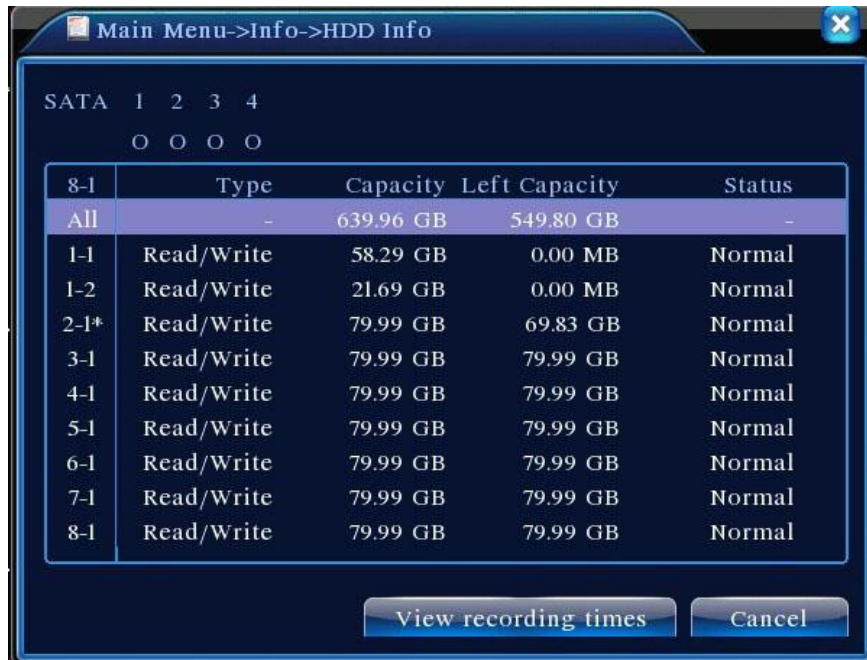 Main Menu->Info->HDD Info
SATA 1 2 3 4
O O O O
8-1 Type Capacity Left Capacity Status
All - 639.96 GB 549.80 GB -
1-1 Read/Write 58.29 GB 0.00 MB Normal
1-2 Read/Write 21.69 GB 0.00 MB Normal
2-1* Read/Write 79.99 GB 69.83 GB Normal
3-1 Read/Write 79.99 GB 79.99 GB Normal
4-1 Read/Write 79.99 GB 79.99 GB Normal
5-1 Read/Write 79.99 GB 79.99 GB Normal
6-1 Read/Write 79.99 GB 79.99 GB Normal
7-1 Read/Write 79.99 GB 79.99 GB Normal
8-1 Read/Write 79.99 GB 79.99 GB Normal
View recording times Cancel